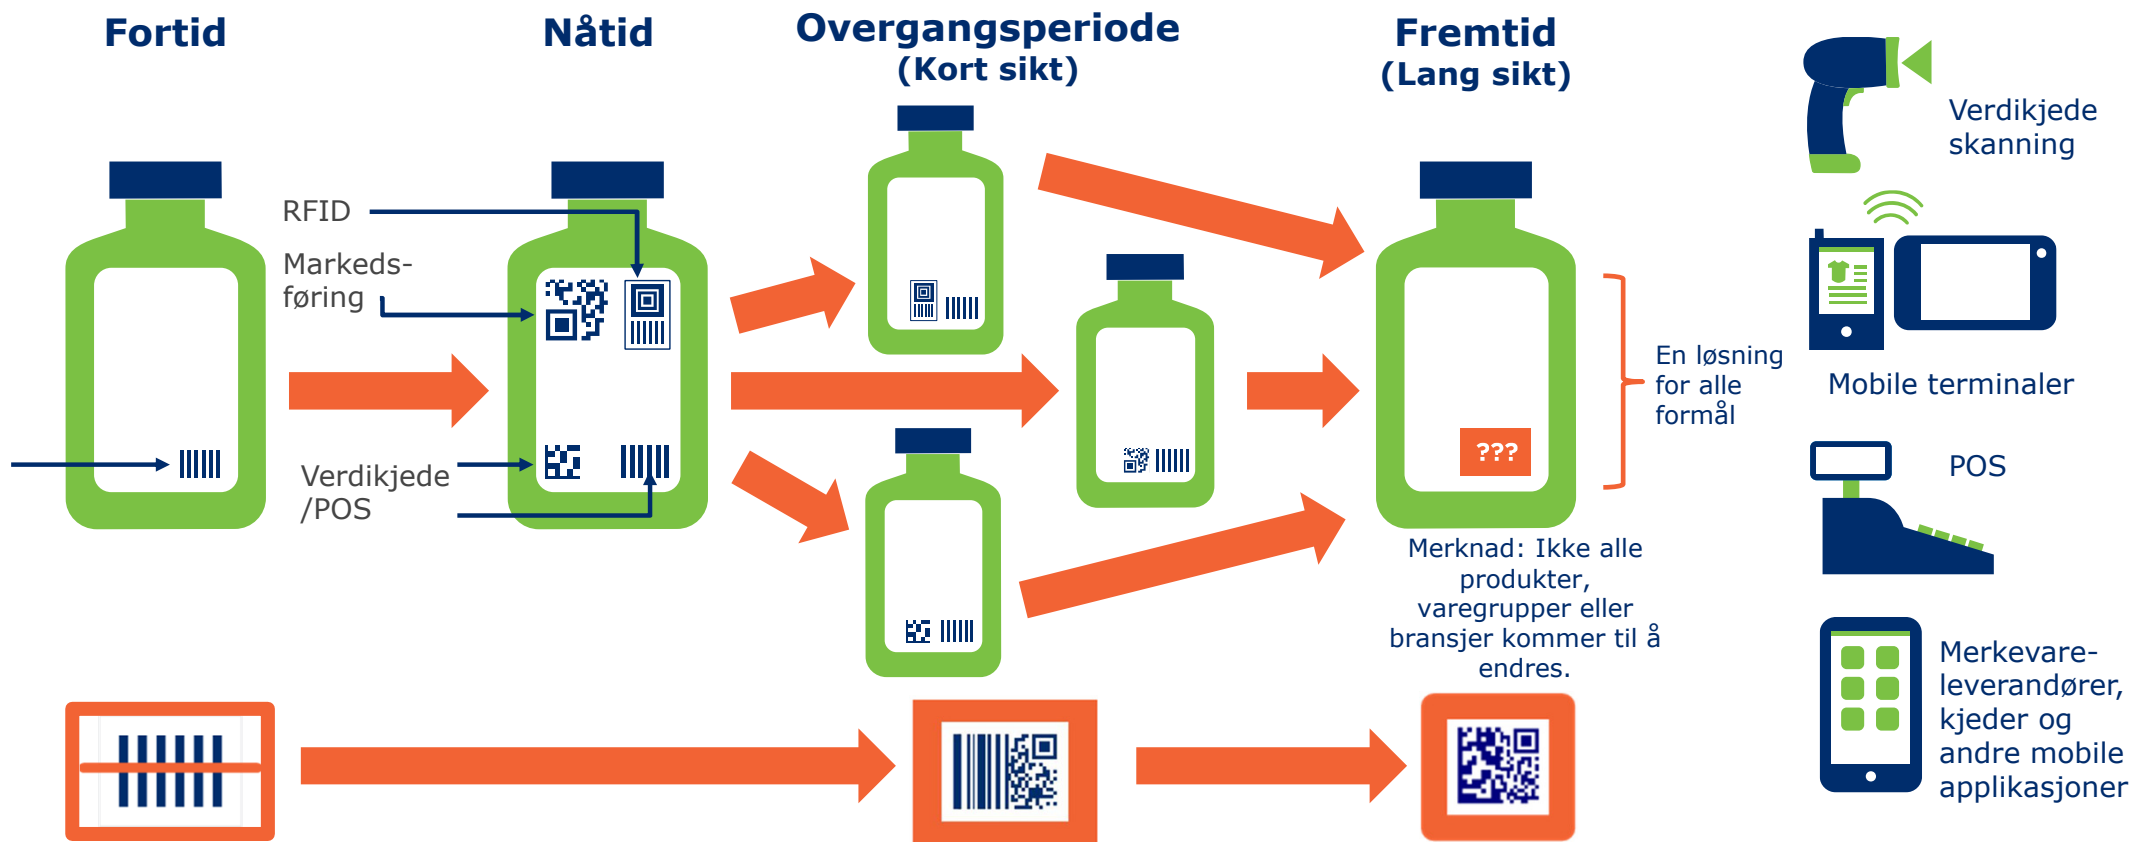 Fortid
Nåtid
Overgangsperiode
(Kort sikt)
Fremtid
(Lang sikt)
RFID
Markeds-
føring
Verdikjede
/POS
???
En løsning
for alle
formål
Merknad: Ikke alle
produkter,
varegrupper eller
bransjer kommer til å
endres.
Verdikjede
skanning
Mobile terminaler
POS
Merkevare-
leverandører,
kjeder og
andre mobile
applikasjoner